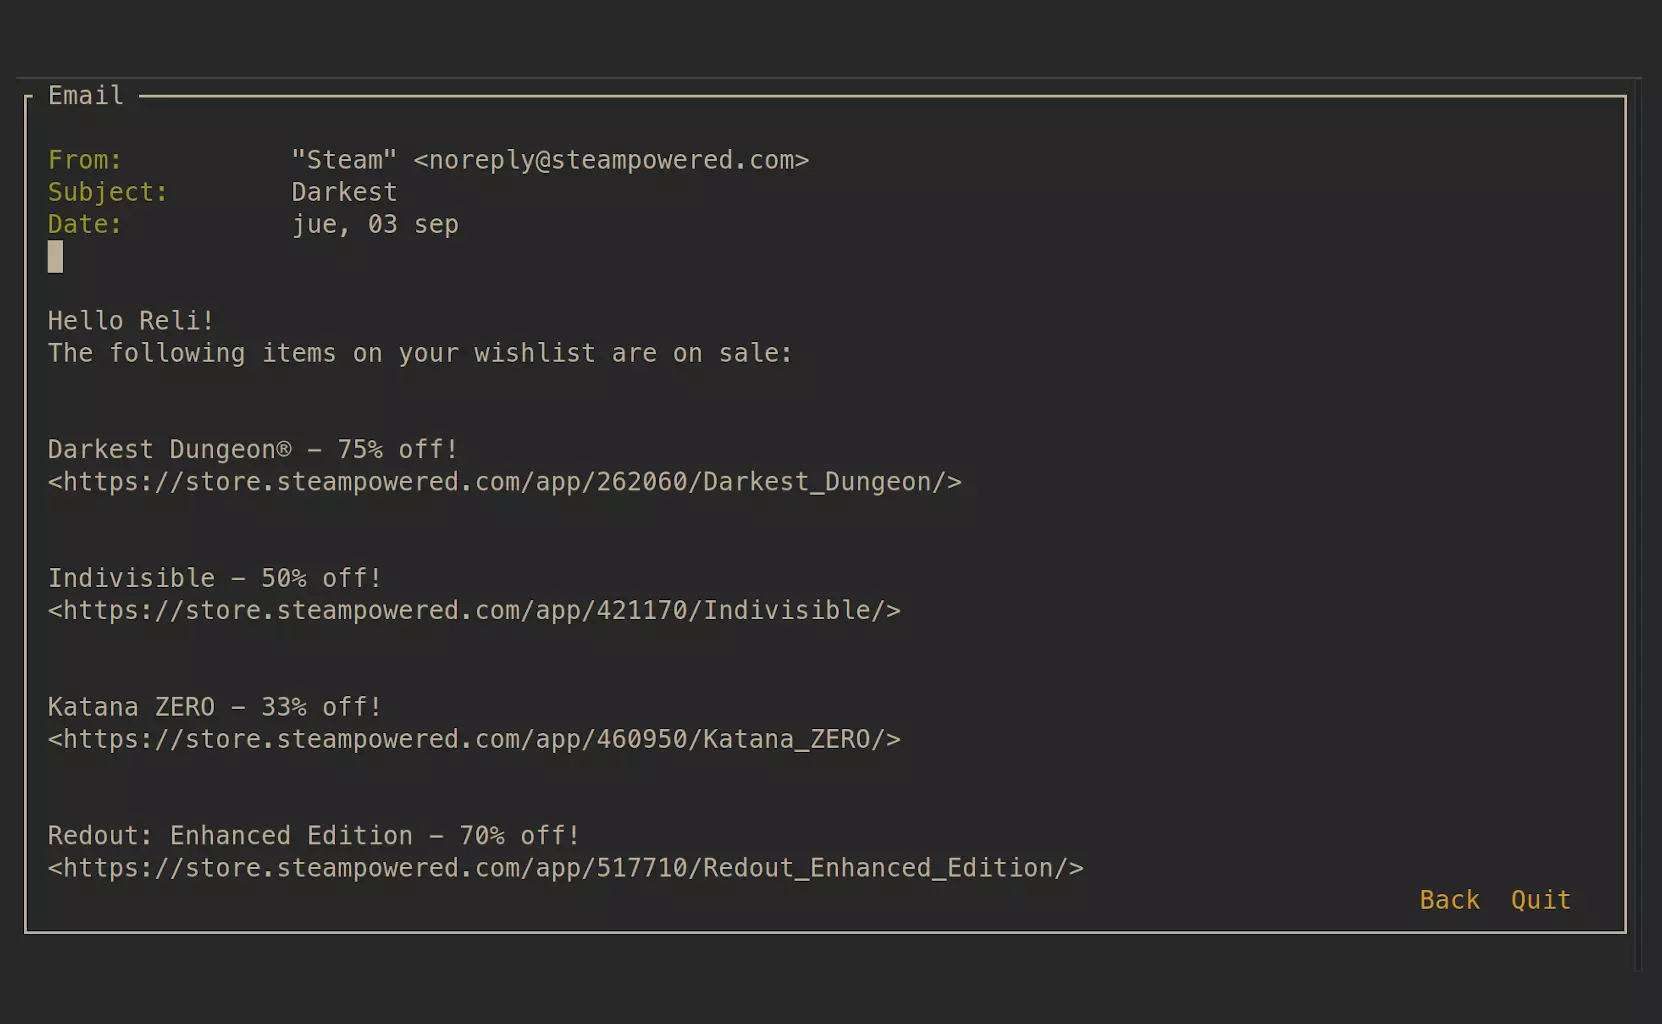 Email
From: "Steam" <noreply@steampowered.com>
Subject: Darkest
Date: jue, 03 sep
Hello Reli!
The following items on your wishlist are on sale:
Darkest Dungeon® – 75% off!
<https://store.steampowered.com/app/262060/Darkest_Dungeon/>
Indivisible – 50% off!
<https://store.steampowered.com/app/421170/Indivisible/>
Katana ZERO – 33% off!
<https://store.steampowered.com/app/460950/Katana_ZERO/>
Redout: Enhanced Edition – 70% off!
<https://store.steampowered.com/app/517710/Redout_Enhanced_Edition/>
Back Quit